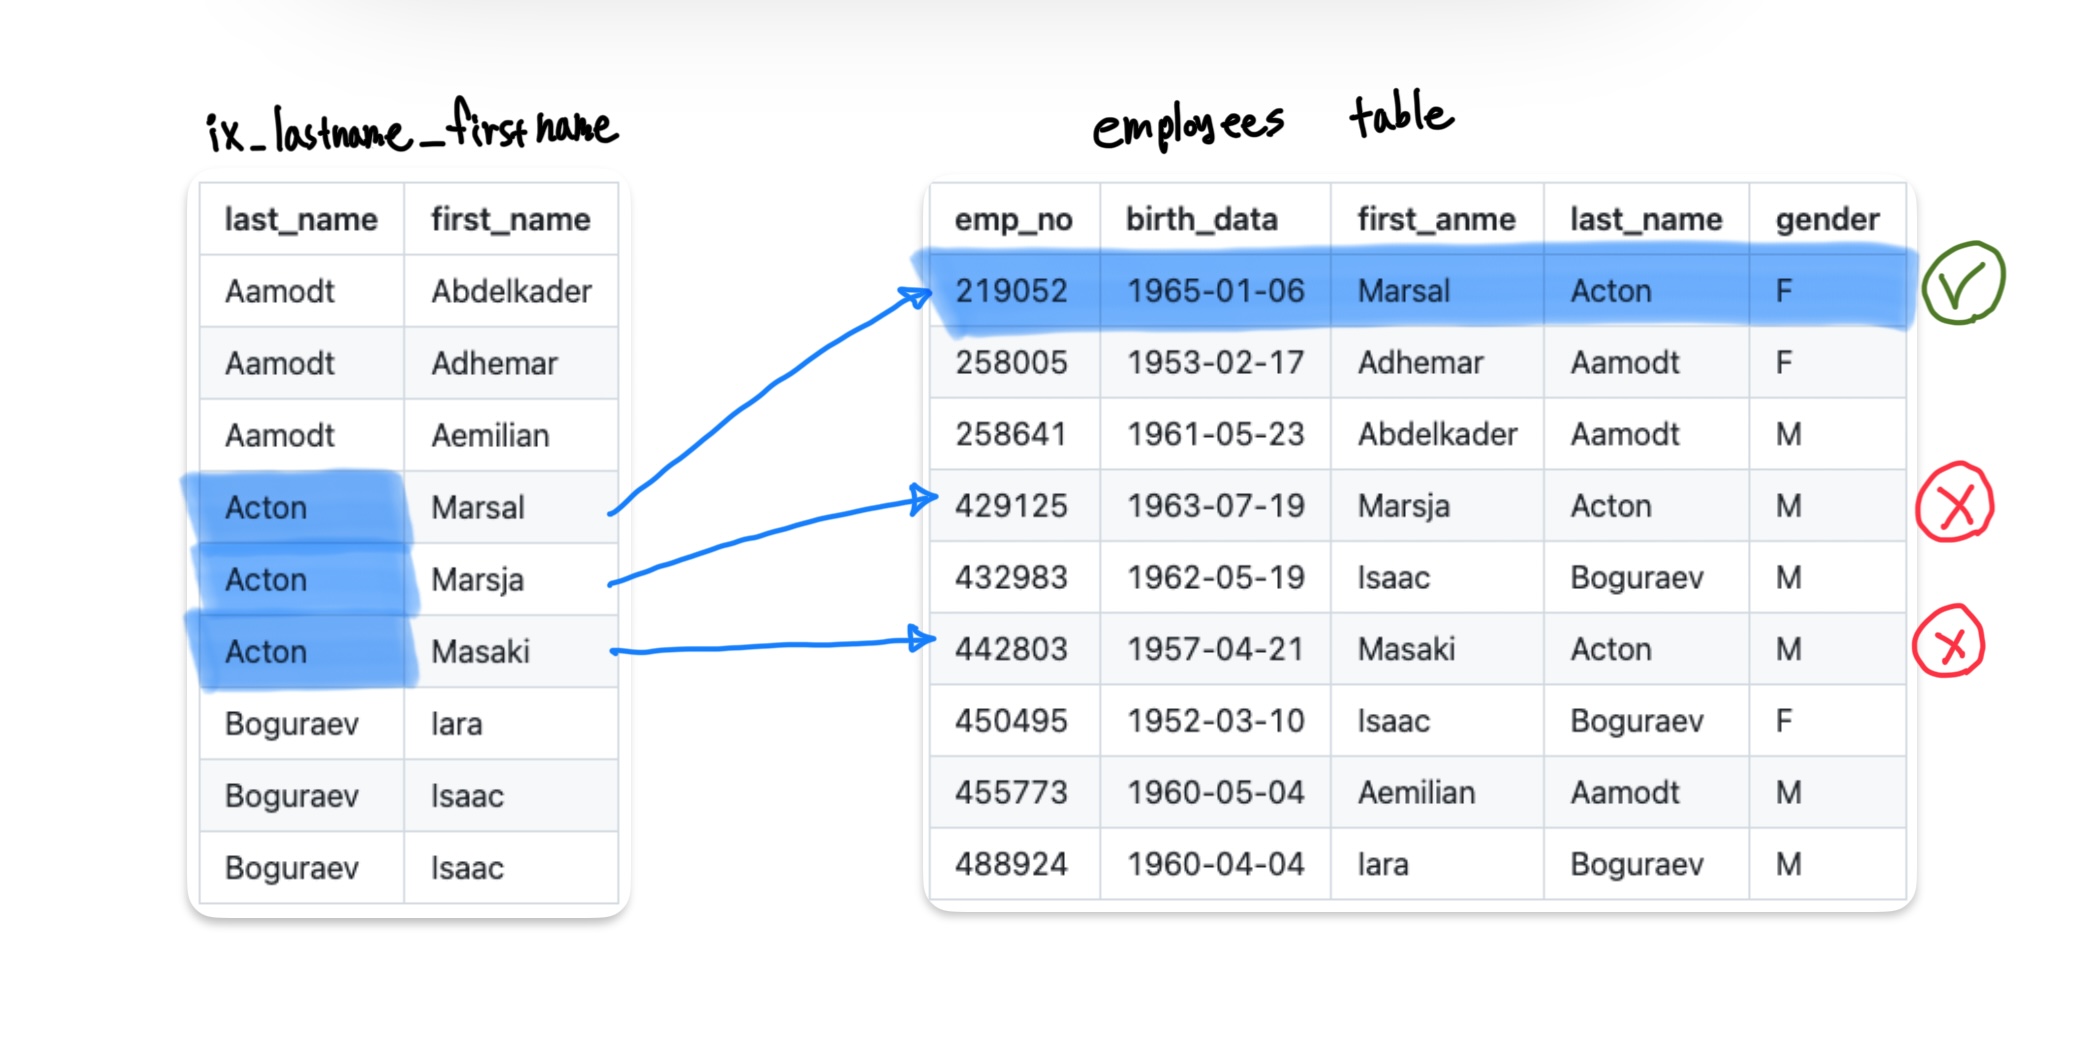 ix_lastname_firstname
last_name first_name
Aamodt Abdelkader
Aamodt Adhemar
Aamodt Aemilian
Acton Marsal
Acton Marsja
Acton Masaki
Boguraev Iara
Boguraev Isaac
Boguraev Isaac
employees table
emp_no birth_data first_anme last_name gender
219052 1965-01-06 Marsal Acton F
258005 1953-02-17 Adhemar Aamodt F
258641 1961-05-23 Abdelkader Aamodt M
429125 1963-07-19 Marsja Acton M
432983 1962-05-19 Isaac Boguraev M
442803 1957-04-21 Masaki Acton M
450495 1952-03-10 Isaac Boguraev F
455773 1960-05-04 Aemilian Aamodt M
488924 1960-04-04 Iara Boguraev M